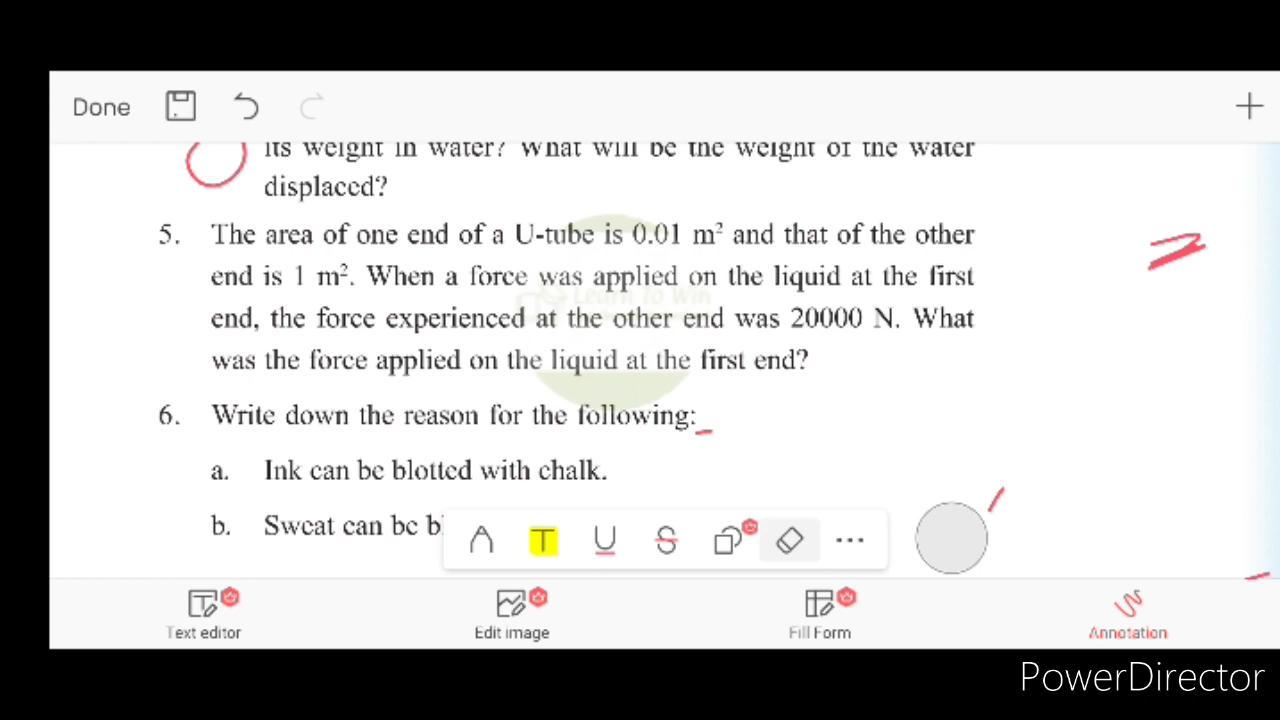 Done
its weight in water? What will be the weight of the water
displaced?
5. The area of one end of a U-tube is 0.01 m² and that of the other
end is 1 m². When a force was applied on the liquid at the first
end, the force experienced at the other end was 20000 N. What
was the force applied on the liquid at the first end?
Learn To Win
6. Write down the reason for the following:
a. Ink can be blotted with chalk.
b. Sweat can be
Text editor
Edit image
Fill Form
Annotation
PowerDirector